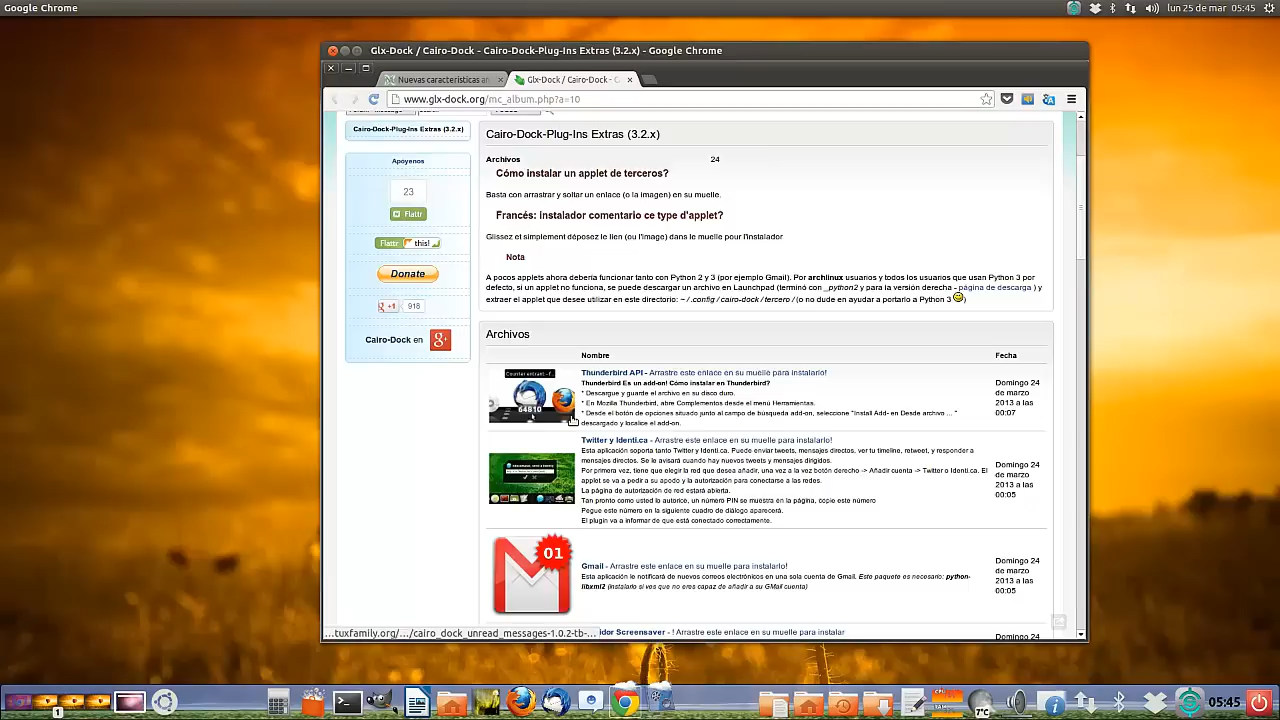 Google Chrome
lun 25 de mar, 05:45
Glx-Dock / Cairo-Dock - Cairo-Dock-Plug-Ins Extras (3.2.x) - Google Chrome
Nuevas características an
Glx-Dock / Cairo-Dock - C
www.glx-dock.org/mc_album.php?a=10
Cairo-Dock-Plug-Ins Extras (3.2.x)
Apoyenos
23
Flattr
Flattr this!
Donate
+1 918
Cairo-Dock en
Cairo-Dock-Plug-Ins Extras (3.2.x)
Archivos 24
Cómo instalar un applet de terceros?
Basta con arrastrar y soltar un enlace (o la imagen) en su muelle.
Francés: instalador comentario ce type d'applet?
Glissez et simplement déposez le lien (ou l'image) dans le muelle pour l'instalador
Nota
A pocos applets ahora debería funcionar tanto con Python 2 y 3 (por ejemplo Gmail). Por archlinux usuarios y todos los usuarios que usan Python 3 por
defecto, si un applet no funciona, se puede descargar un archivo en Launchpad (terminó con _python2 y para la versión derecha - página de descarga ) y
extraer el applet que desee utilizar en este directorio: ~ / .config / cairo-dock / tercero / (o no dude en ayudar a portarlo a Python 3 )
Archivos
Nombre Fecha
Thunderbird API - Arrastre este enlace en su muelle para instalarlo!
Thunderbird Es un add-on! Cómo instalar en Thunderbird?
* Descargue y guarde el archivo en su disco duro.
* En Mozilla Thunderbird, abre Complementos desde el menú Herramientas.
* Desde el botón de opciones situado junto al campo de búsqueda add-on, seleccione "Install Add- en Desde archivo ... "
descargado y localice el add-on.
64810
Domingo 24
de marzo
2013 a las
00:07
Twitter y Identi.ca - Arrastre este enlace en su muelle para instalarlo!
Esta aplicación soporta tanto Twitter y Identi.ca. Puede enviar tweets, mensajes directos, ver tu timeline, retweet, y responder a
mensajes directos. Se le avisará cuando hay nuevos tweets y mensajes dirigidos.
Por primera vez, tiene que elegir la red que desea añadir, una vez a la vez botón derecho -> Añadir cuenta -> Twitter o Identi.ca. El
applet se va a pedir a su apodo y la autorización para conectarse a las redes.
La página de autorización de red estará abierta.
Tan pronto como usted lo autorice, un número PIN se muestra en la página, copie este número
Pegue este número en la siguiente cuadro de diálogo aparecerá.
El plugin va a informar de que está conectado correctamente.
Domingo 24
de marzo
2013 a las
00:05
01
Gmail - Arrastre este enlace en su muelle para instalarlo!
Esta aplicación le notificará de nuevos correos electrónicos en una sola cuenta de Gmail. Este paquete es necesario: python-
libxml2 (instalarlo si ves que no eres capaz de añadir a su GMail cuenta)
Domingo 24
de marzo
2013 a las
00:05
idor Screensaver - ! Arrastre este enlace en su muelle para instalar
Domingo 24
...tuxfamily.org/.../cairo_dock_unread_messages-1.0.2-tb-...
1
7°C
05:45